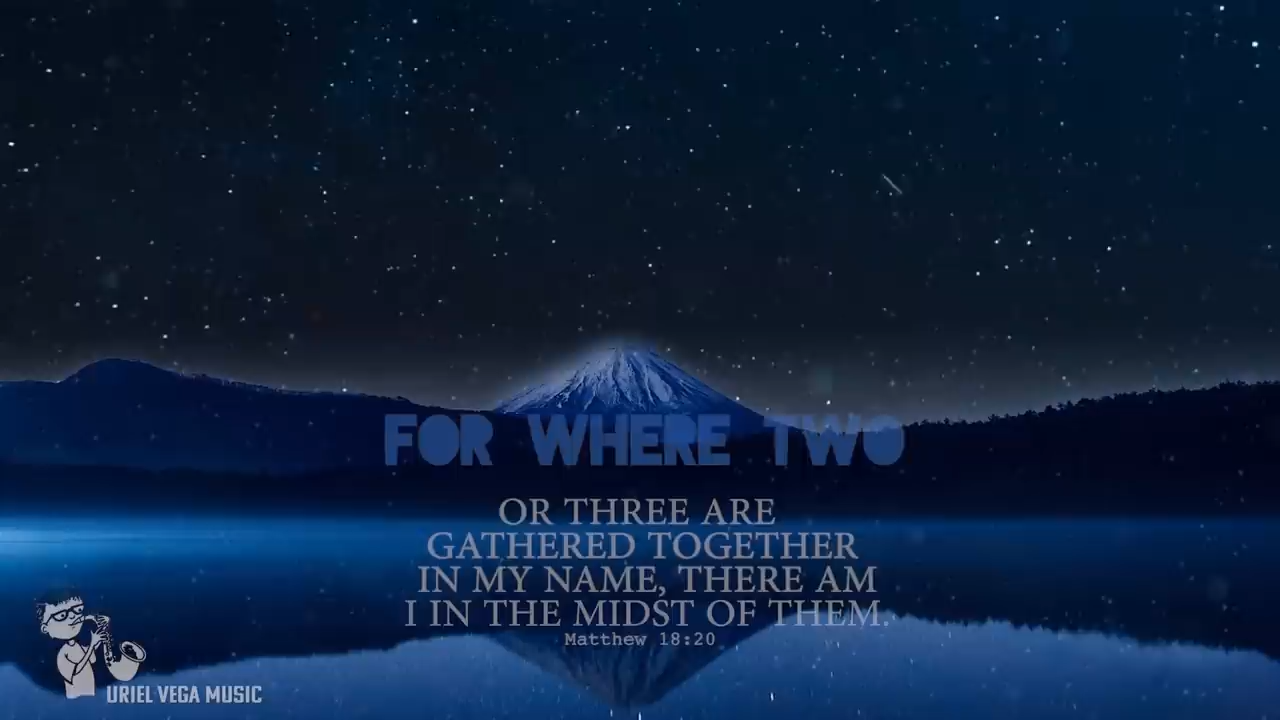 FOR WHERE TWO
OR THREE ARE
GATHERED TOGETHER
IN MY NAME, THERE AM
I IN THE MIDST OF THEM.
Matthew 18:20
URIEL VEGA MUSIC